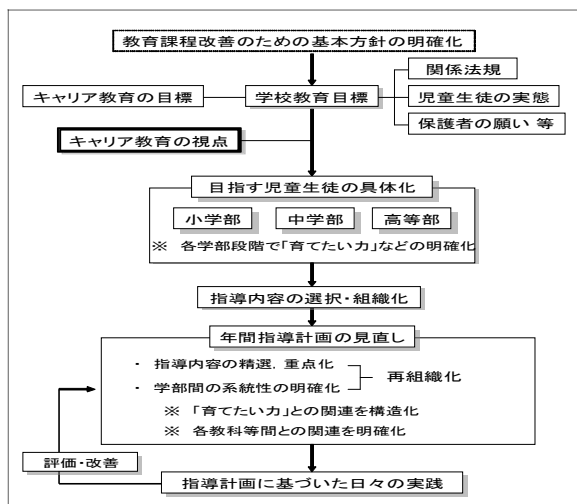 教育課程改善のための基本方針の明確化
関係法規
キャリア教育の目標
学校教育目標
児童生徒の実態
保護者の願い 等
キャリア教育の視点
目指す児童生徒の具体化
小学部
中学部
高等部
※ 各学部段階で「育てたい力」などの明確化
指導内容の選択・組織化
年間指導計画の見直し
・ 指導内容の精選，重点化
再組織化
・ 学部間の系統性の明確化
※ 「育てたい力」との関連を構造化
※ 各教科等間との関連を明確化
評価・改善
指導計画に基づいた日々の実践